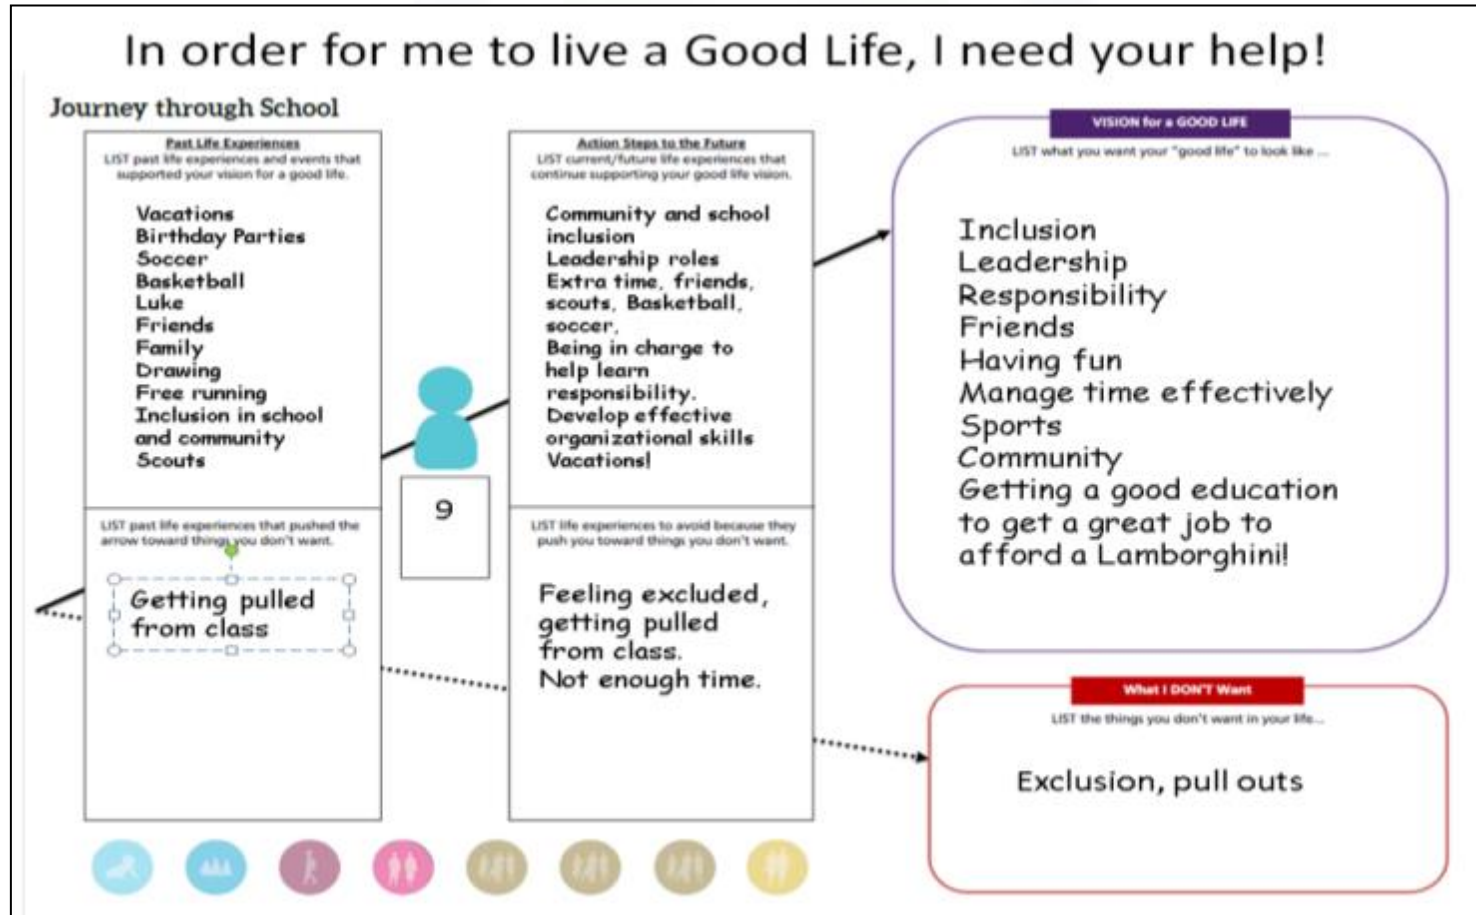 In order for me to live a Good Life, I need your help!
Journey through School
Past Life Experiences
LIST past life experiences and events that
supported your vision for a good life.
Vacations
Birthday Parties
Soccer
Basketball
Luke
Friends
Family
Drawing
Free running
Inclusion in school
and community
Scouts
LIST past life experiences that pushed the
arrow toward things you don't want.
Getting pulled
from class
9
Action Steps to the Future
LIST current/future life experiences that
continue supporting your good life vision.
Community and school
inclusion
Leadership roles
Extra time, friends,
scouts, Basketball,
soccer,
Being in charge to
help learn
responsibility.
Develop effective
organizational skills
Vacations!
LIST life experiences to avoid because they
push you toward things you don't want.
Feeling excluded,
getting pulled
from class.
Not enough time.
VISION for a GOOD LIFE
LIST what you want your "good life" to look like ...
Inclusion
Leadership
Responsibility
Friends
Having fun
Manage time effectively
Sports
Community
Getting a good education
to get a great job to
afford a Lamborghini!
What I DON'T Want
LIST the things you don't want in your life...
Exclusion, pull outs